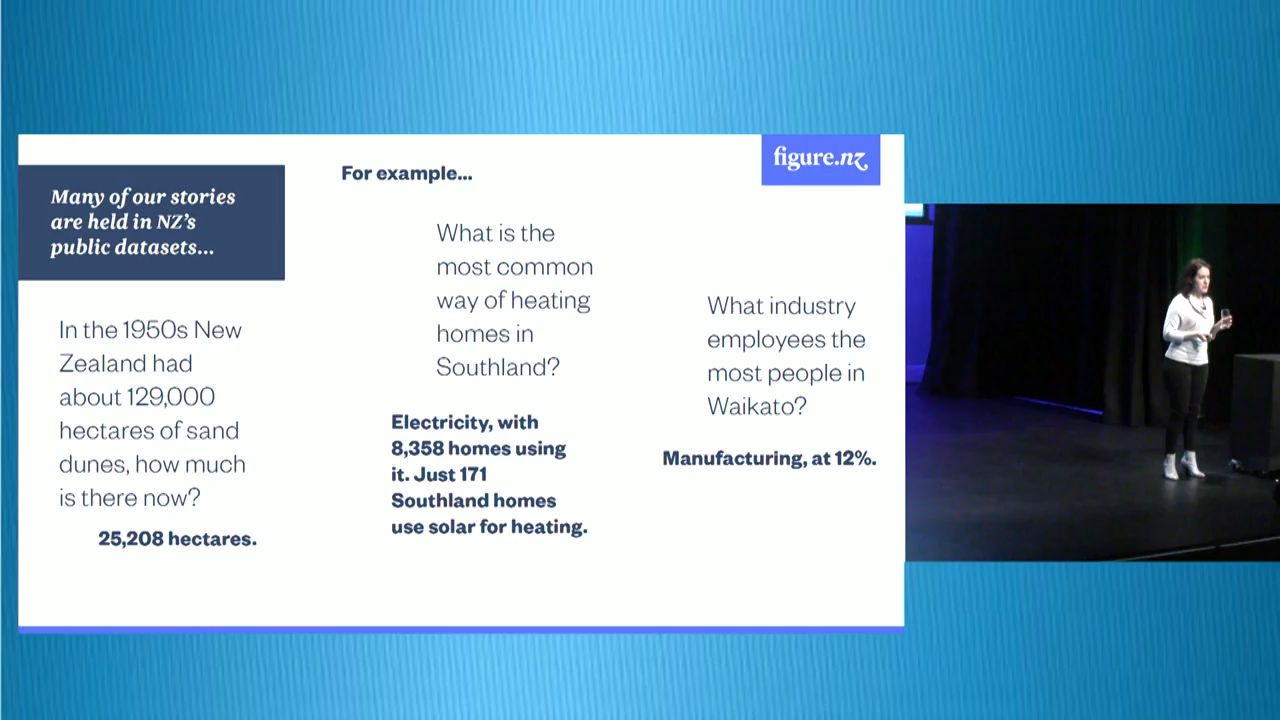 Many of our stories
are held in NZ's
public datasets...
For example...
figure.nz
In the 1950s New
Zealand had
about 129,000
hectares of sand
dunes, how much
is there now?
25,208 hectares.
What is the
most common
way of heating
homes in
Southland?
Electricity, with
8,358 homes using
it. Just 171
Southland homes
use solar for heating.
What industry
employees the
most people in
Waikato?
Manufacturing, at 12%.